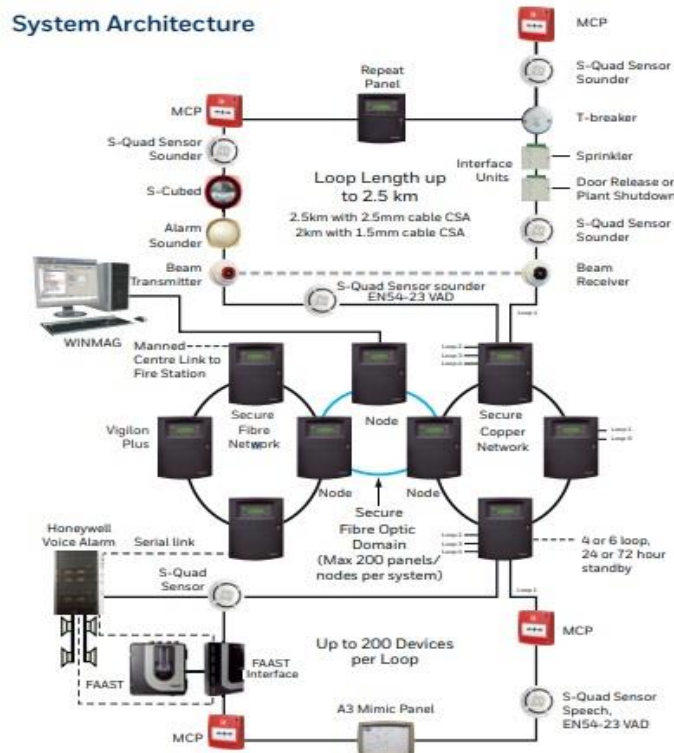 System Architecture
MCP
S-Quad Sensor
Sounder
Repeat
Panel
MCP
T-breaker
S-Quad Sensor
Sounder
Interface
Units
Sprinkler
Loop Length up
to 2.5 km
S-Cubed
Door Release or
Plant Shutdown
2.5km with 2.5mm cable CSA
2km with 1.5mm cable CSA
Alarm
Sounder
S-Quad Sensor
Sounder
Beam
Transmitter
Beam
Receiver
S-Quad Sensor sounder
EN54-23 VAD
WINMAG
Manned
Centre Link to
Fire Station
Secure
Fibre
Network
Node
Secure
Copper
Network
Vigilon
Plus
Node
Node
Secure
Fibre Optic
Domain
(Max 200 panels/
nodes per system)
Honeywell
Voice Alarm
Serial link
4 or 6 loop,
24 or 72 hour
standby
S-Quad
Sensor
MCP
Up to 200 Devices
per Loop
FAAST
FAAST
Interface
A3 Mimic Panel
S-Quad Sensor
Speech,
EN54-23 VAD
MCP